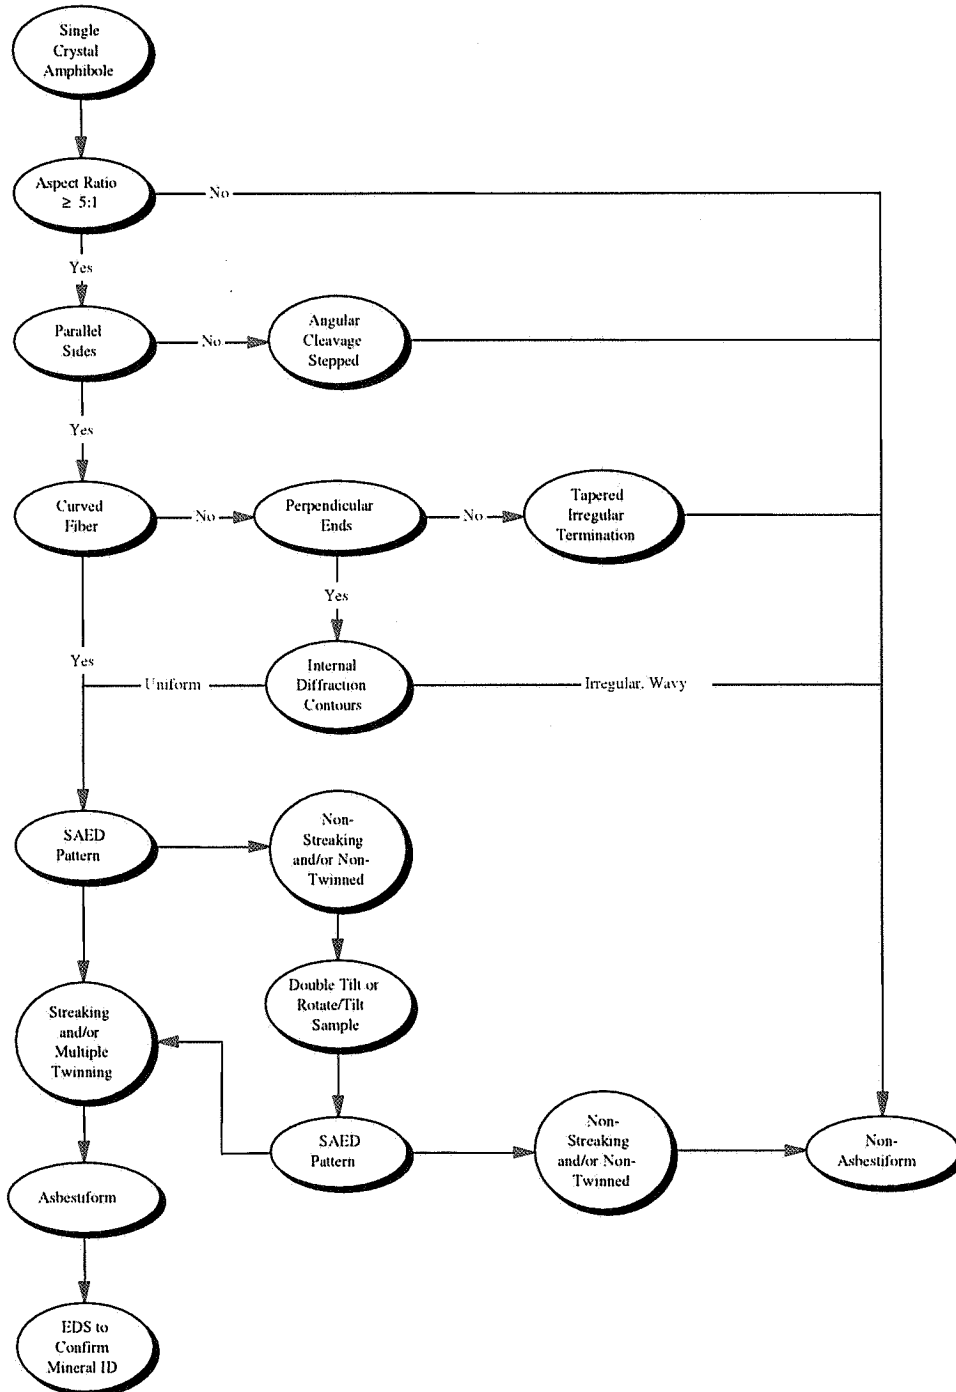 Single
Crystal
Amphibole
Aspect Ratio
≥ 5:1
No
Yes
Parallel
Sides
No
Angular
Cleavage
Stepped
Yes
Curved
Fiber
No
Perpendicular
Ends
No
Tapered
Irregular
Termination
Yes
Yes
Uniform
Internal
Diffraction
Contours
Irregular, Wavy
SAED
Pattern
Non-
Streaking
and/or Non-
Twinned
Streaking
and/or
Multiple
Twinning
Double Tilt or
Rotate/Tilt
Sample
SAED
Pattern
Non-
Streaking
and/or Non-
Twinned
Non-
Asbestiform
Asbestiform
EDS to
Confirm
Mineral ID